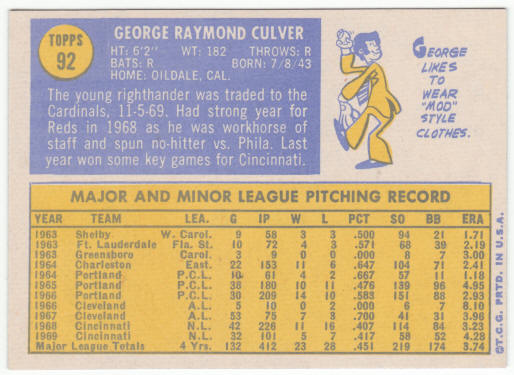 TOPPS
92
GEORGE RAYMOND CULVER
HT: 6'2" WT: 182 THROWS: R
BATS: R BORN: 7/8/43
HOME: OILDALE, CAL.
The young righthander was traded to the
Cardinals, 11-5-69. Had strong year for
Reds in 1968 as he was workhorse
of staff and spun no-hitter vs. Phila. Last
year won some key games for Cincinnati.
GEORGE
LIKES
TO
WEAR
"MOD"
STYLE
CLOTHES.
MAJOR AND MINOR LEAGUE PITCHING RECORD
YEAR TEAM LEA. G IP W L PCT SO BB ERA
1963 Shelby W. Carol. 9 58 3 3 .500 94 21 1.71
1963 Ft. Lauderdale Fla. St. 10 72 4 3 .571 68 39 2.19
1963 Greensboro Carol. 3 9 0 0 .000 8 7 3.00
1964 Charleston East. 22 153 11 6 .647 104 71 2.41
1964 Portland P.C.L. 10 61 4 2 .667 57 11 1.18
1965 Portland P.C.L. 38 180 10 11 .476 139 96 4.95
1966 Portland P.C.L. 30 209 14 10 .583 151 88 2.93
1966 Cleveland A.L. 5 10 0 2 .000 6 7 8.10
1967 Cleveland A.L. 53 75 7 3 .700 41 31 3.96
1968 Cincinnati N.L. 42 226 11 16 .407 114 84 3.23
1969 Cincinnati N.L. 32 101 5 7 .417 58 52 4.28
Major League Totals 4 Yrs. 132 412 23 28 .451 219 174 3.74
©T.C.G. PRTD. IN U.S.A.